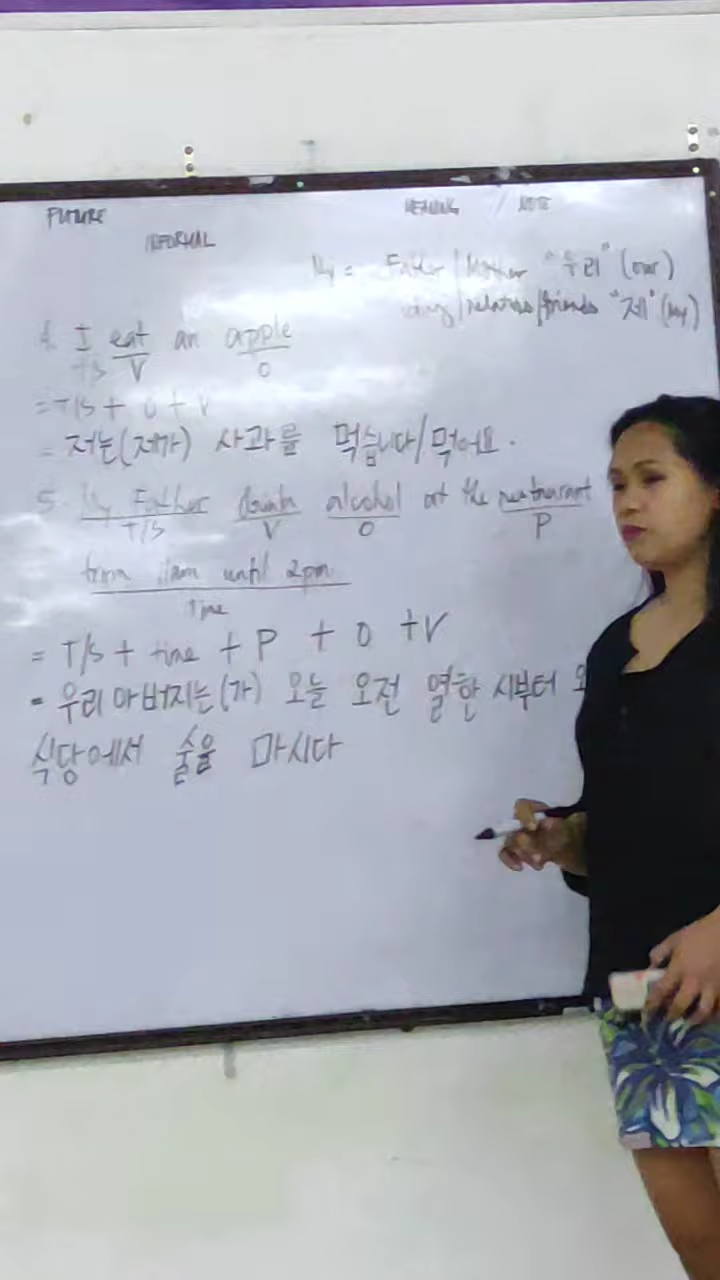 FUTURE
INFORMAL
MEANING / NOTE
My = Father/Mother "우리" (our)
/relatives/friends "제" (my)
4. I eat an apple
T/S V O
= T/S + O + V
= 저는(제가) 사과를 먹습니다/먹어요.
5. My Father drinks alcohol at the restaurant
T/S V O P
from 11am until 2pm
Time
= T/S + time + P + O + V
= 우리 아버지는(가) 오늘 오전 열한 시부터 오
식당에서 술을 마시다